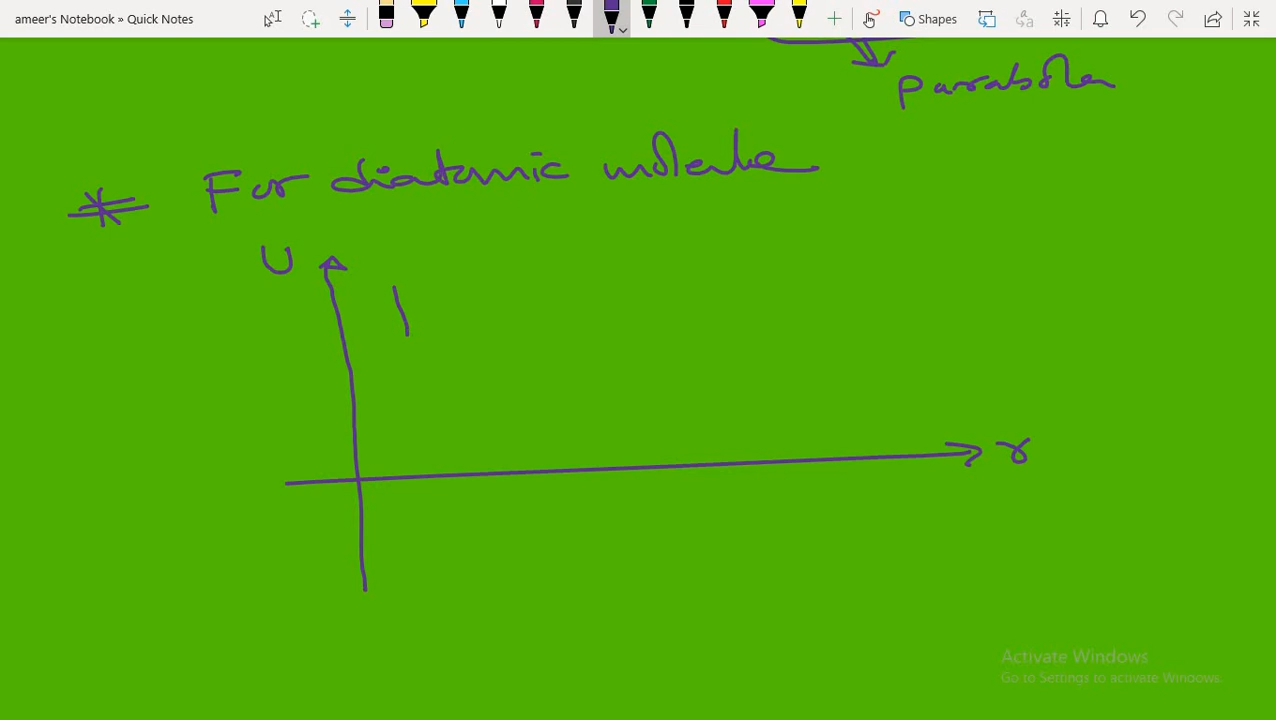 ameer's Notebook » Quick Notes
Shapes
parabola
* For diatomic molecule
U
r
Activate Windows
Go to Settings to activate Windows.